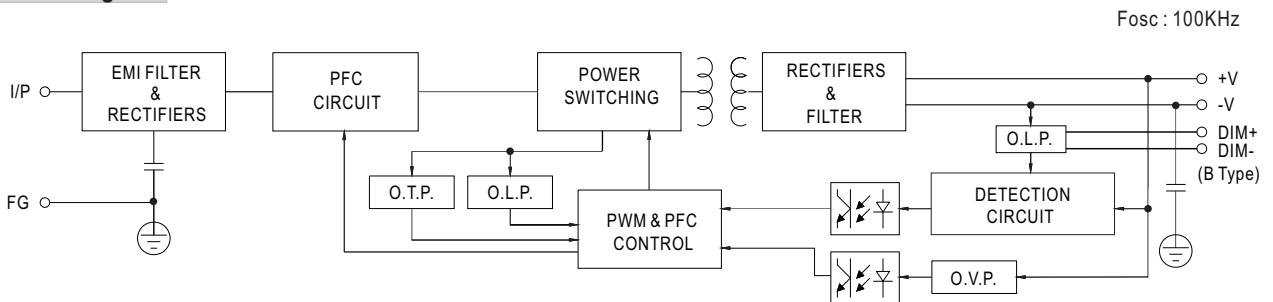 Fosc : 100KHz
I/P
EMI FILTER
&
RECTIFIERS
PFC
CIRCUIT
POWER
SWITCHING
RECTIFIERS
&
FILTER
+V
-V
DIM+
DIM-
(B Type)
O.L.P.
FG
O.T.P.
O.L.P.
PWM & PFC
CONTROL
DETECTION
CIRCUIT
O.V.P.